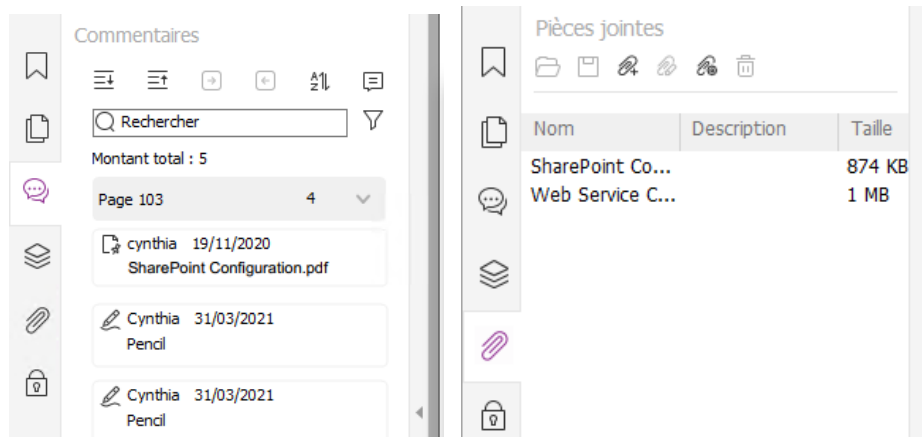 Commentaires
Rechercher
Montant total : 5
Page 103 4
cynthia 19/11/2020
SharePoint Configuration.pdf
Cynthia 31/03/2021
Pencil
Cynthia 31/03/2021
Pencil
Pièces jointes
Nom Description Taille
SharePoint Co... 874 KB
Web Service C... 1 MB